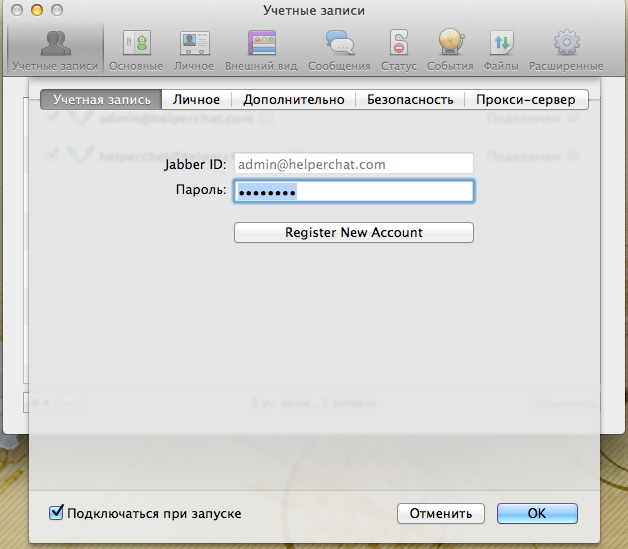 Учетные записи
Учетные записи Основные Личное Внешний вид Сообщения Статус События Файлы Расширенные
Учетная запись Личное Дополнительно Безопасность Прокси-сервер
admin@helperchat.com Подключен
Подключен
Jabber ID: admin@helperchat.com
Пароль: ••••••••
Register New Account
2 уч. запис, 2 активно Изменить
Подключаться при запуске Отменить OK